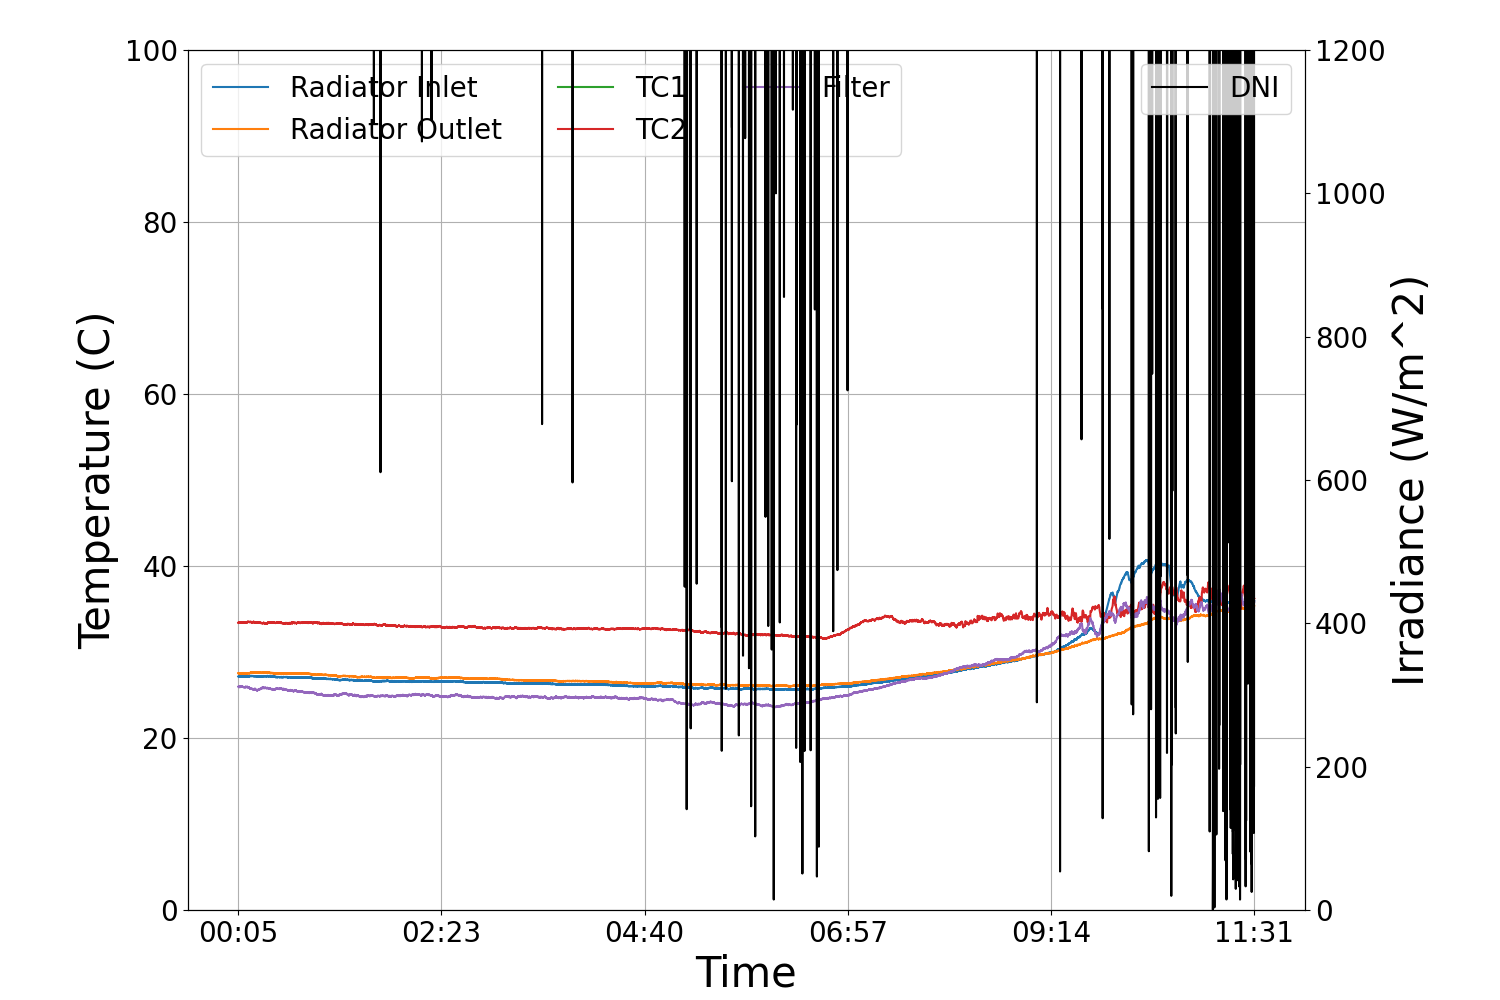 100
80
60
40
20
0
Temperature (C)
Radiator Inlet
Radiator Outlet
TC1
TC2
Filter
DNI
1200
1000
800
600
400
200
0
Irradiance (W/m^2)
00:05 02:23 04:40 06:57 09:14 11:31
Time